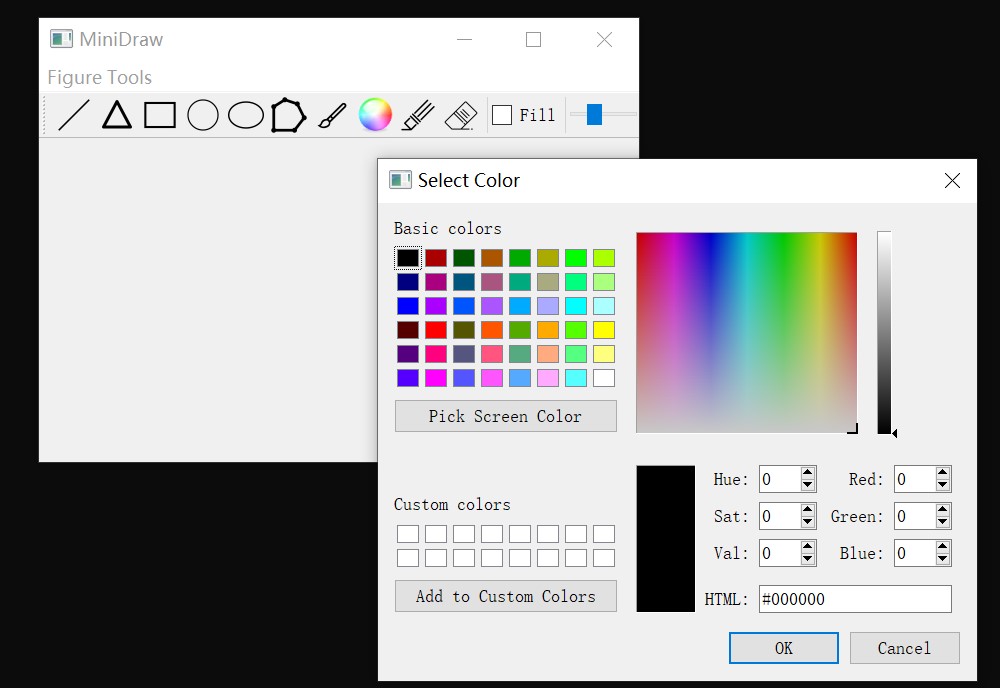 MiniDraw
Figure Tools
Fill
Select Color
Basic colors
Pick Screen Color
Custom colors
Add to Custom Colors
Hue: 0 Red: 0
Sat: 0 Green: 0
Val: 0 Blue: 0
HTML: #000000
OK Cancel